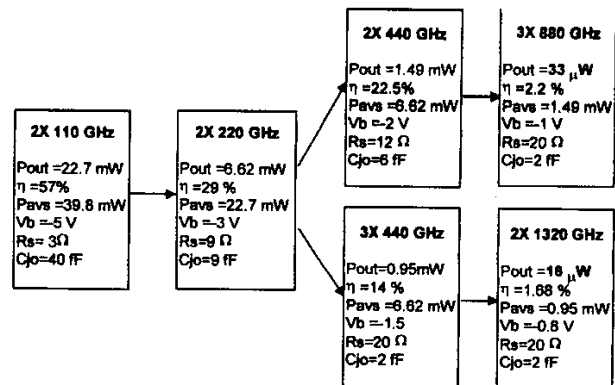 2X 110 GHz
Pout =22.7 mW
η =57%
Pavs =39.8 mW
Vb =-5 V
Rs= 3Ω
Cjo=40 fF
2X 220 GHz
Pout =6.62 mW
η =29 %
Pavs =22.7 mW
Vb =-3 V
Rs=9 Ω
Cjo=9 fF
2X 440 GHz
Pout =1.49 mW
η =22.5%
Pavs=6.62 mW
Vb =-2 V
Rs=12 Ω
Cjo=6 fF
3X 880 GHz
Pout =33 μW
η =2.2 %
Pavs =1.49 mW
Vb =-1 V
Rs=20 Ω
Cjo=2 fF
3X 440 GHz
Pout=0.95mW
η =14 %
Pavs =6.62 mW
Vb =-1.5
Rs=20 Ω
Cjo=2 fF
2X 1320 GHz
Pout =16 μW
η =1.68 %
Pavs=0.95 mW
Vb =-0.8 V
Rs=20 Ω
Cjo=2 fF